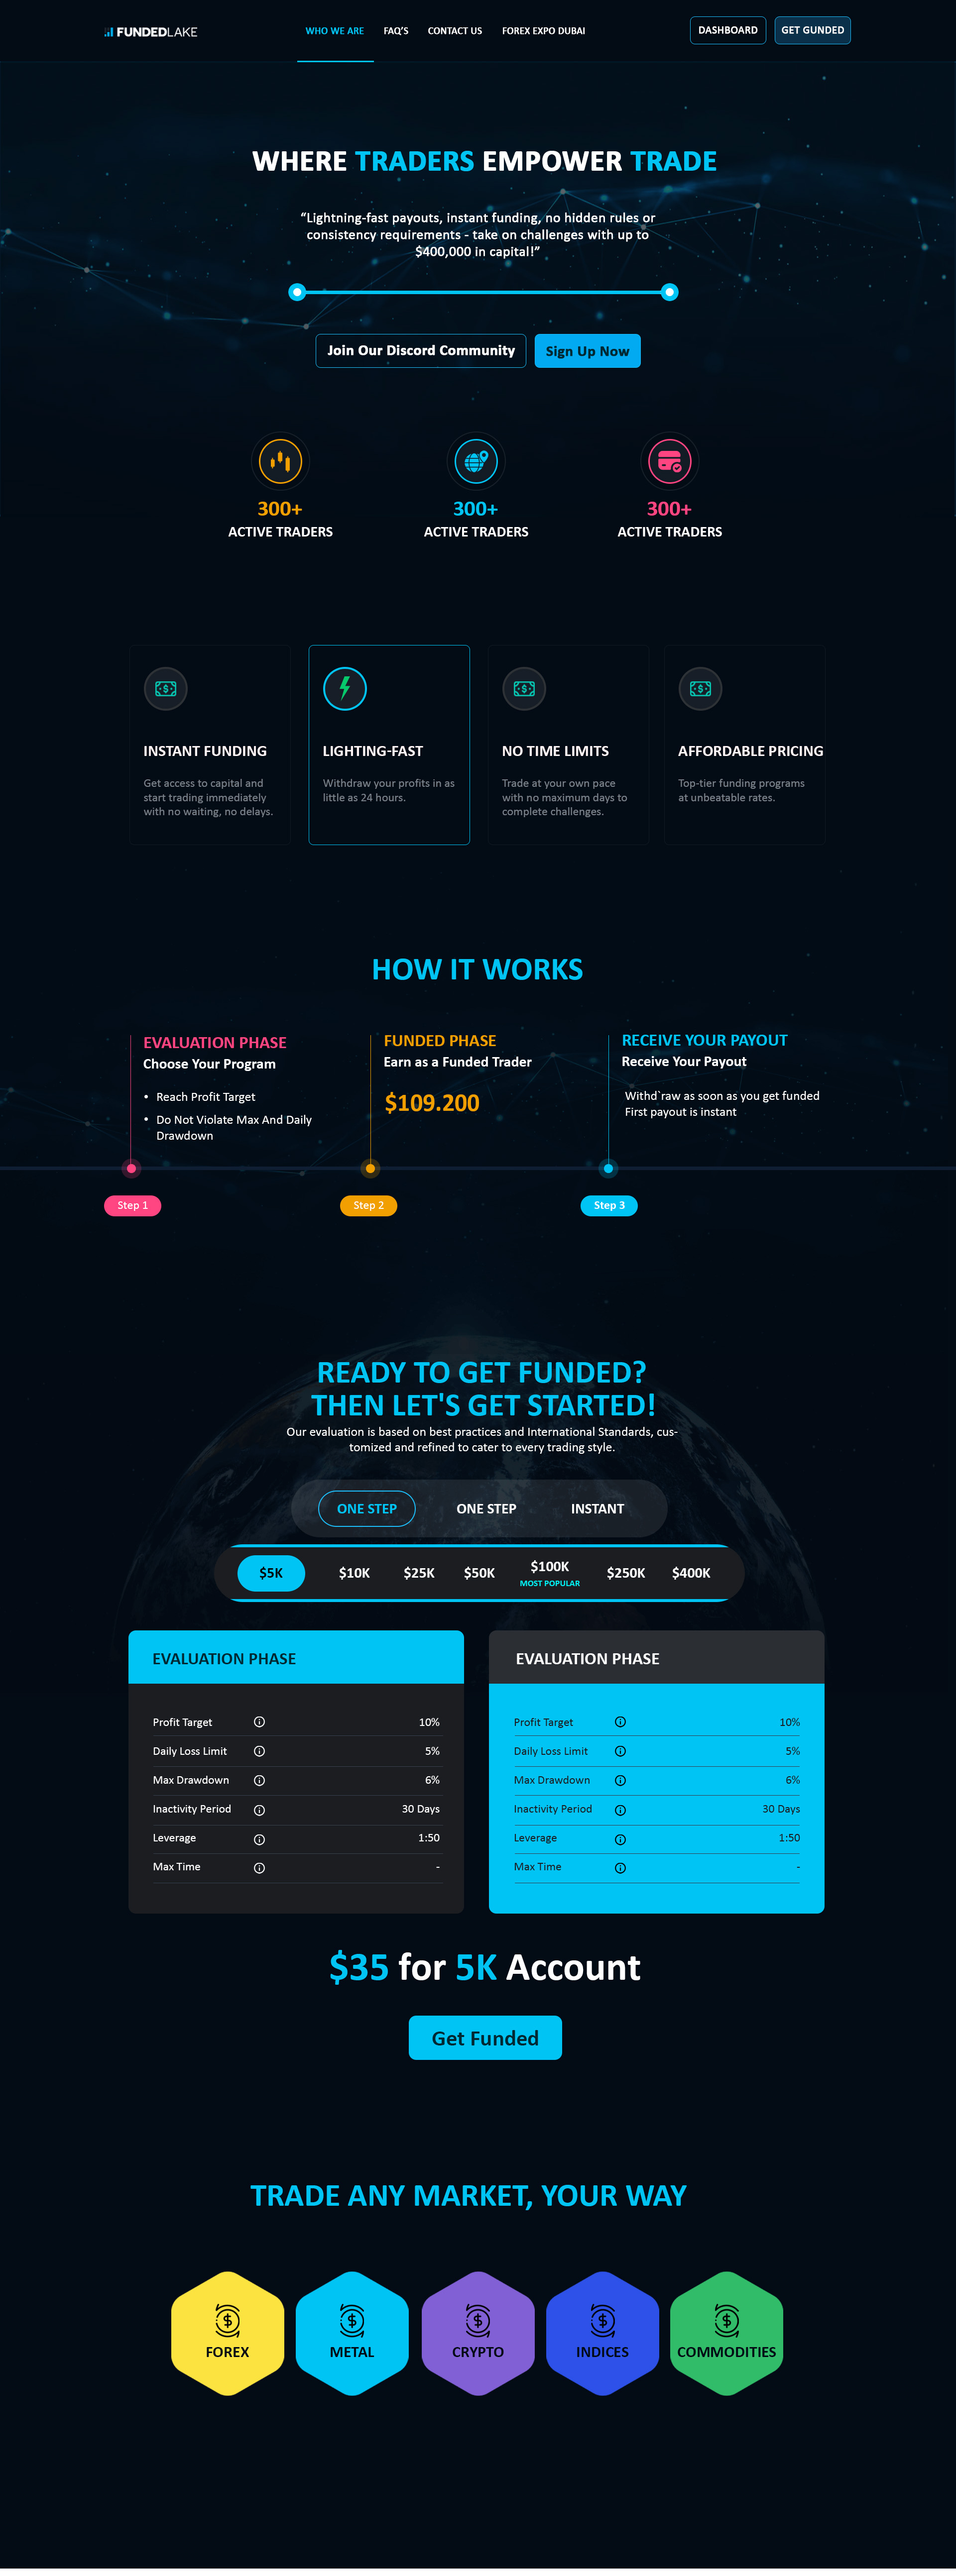 FUNDEDLAKE
WHO WE ARE
FAQ'S
CONTACT US
FOREX EXPO DUBAI
DASHBOARD
GET GUNDED
WHERE TRADERS EMPOWER TRADE
“Lightning-fast payouts, instant funding, no hidden rules or
consistency requirements - take on challenges with up to
$400,000 in capital!”
Join Our Discord Community
Sign Up Now
300+
ACTIVE TRADERS
300+
ACTIVE TRADERS
300+
ACTIVE TRADERS
INSTANT FUNDING
Get access to capital and
start trading immediately
with no waiting, no delays.
LIGHTING-FAST
Withdraw your profits in as
little as 24 hours.
NO TIME LIMITS
Trade at your own pace
with no maximum days to
complete challenges.
AFFORDABLE PRICING
Top-tier funding programs
at unbeatable rates.
HOW IT WORKS
EVALUATION PHASE
Choose Your Program
• Reach Profit Target
• Do Not Violate Max And Daily
Drawdown
Step 1
FUNDED PHASE
Earn as a Funded Trader
$109.200
Step 2
RECEIVE YOUR PAYOUT
Receive Your Payout
Withd`raw as soon as you get funded
First payout is instant
Step 3
READY TO GET FUNDED?
THEN LET'S GET STARTED!
Our evaluation is based on best practices and International Standards, cus-
tomized and refined to cater to every trading style.
ONE STEP
ONE STEP
INSTANT
$5K
$10K
$25K
$50K
$100K
MOST POPULAR
$250K
$400K
EVALUATION PHASE
Profit Target 10%
Daily Loss Limit 5%
Max Drawdown 6%
Inactivity Period 30 Days
Leverage 1:50
Max Time -
EVALUATION PHASE
Profit Target 10%
Daily Loss Limit 5%
Max Drawdown 6%
Inactivity Period 30 Days
Leverage 1:50
Max Time -
$35 for 5K Account
Get Funded
TRADE ANY MARKET, YOUR WAY
FOREX
METAL
CRYPTO
INDICES
COMMODITIES